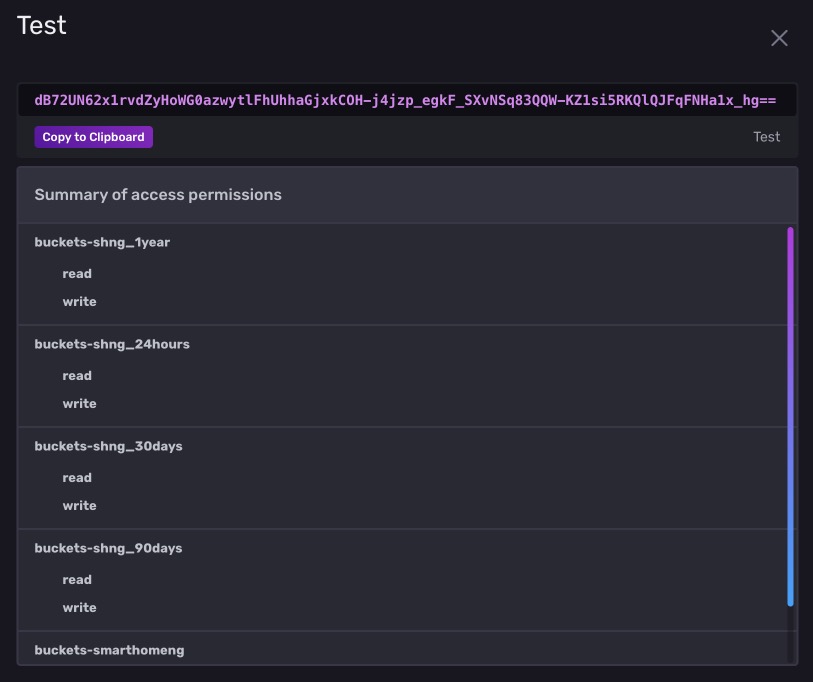 Test
dB72UN62x1rvdZyHoWG0azwytlFhUhhaGjxkCOH-j4jzp_egkF_SXvNSq83QQW-KZ1si5RKQlQJFqFNHa1x_hg==
Copy to Clipboard
Test
Summary of access permissions
buckets-shng_1year
read
write
buckets-shng_24hours
read
write
buckets-shng_30days
read
write
buckets-shng_90days
read
write
buckets-smarthomeng